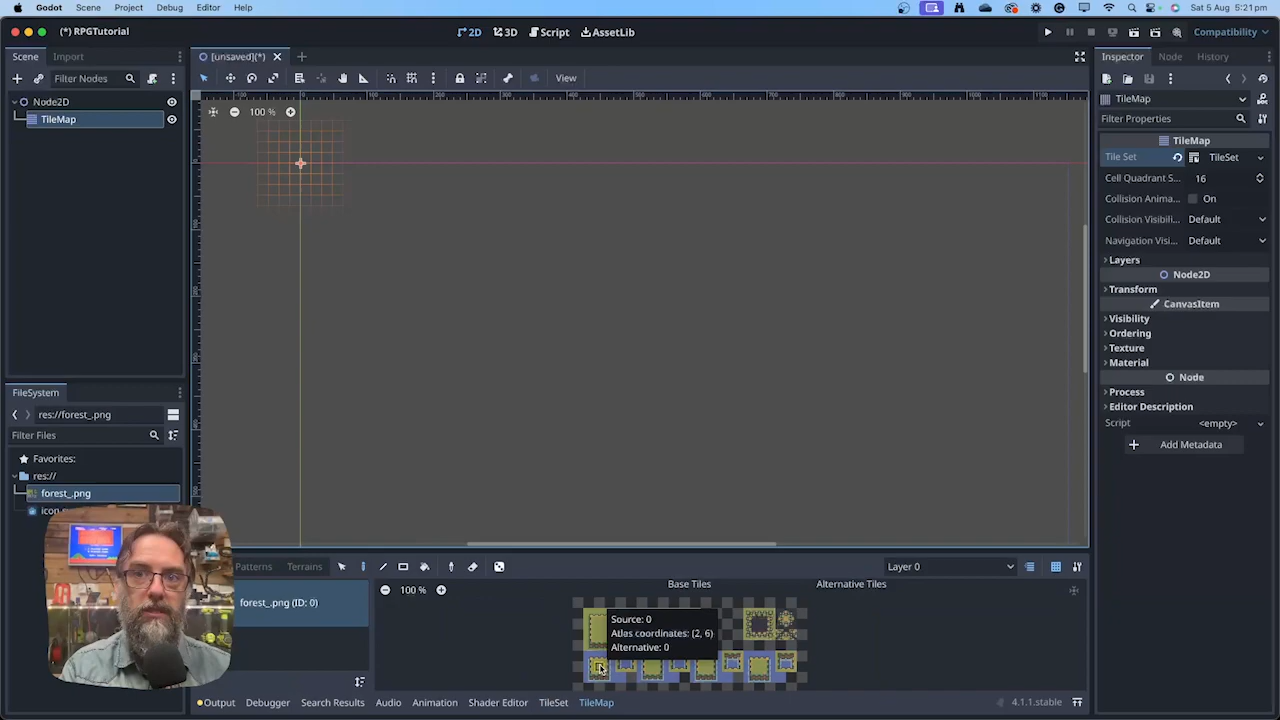 Godot Scene Project Debug Editor Help
Sat 5 Aug 5:21pm
(*) RPGTutorial
2D 3D Script AssetLib
Compatibility
Scene Import
[unsaved](*)
Inspector Node History
Filter Nodes
View
Node2D
TileMap
100 %
TileMap
Filter Properties
TileMap
Tile Set TileSet
Cell Quadrant S... 16
Collision Anima... On
Collision Visibili... Default
Navigation Visi... Default
Layers
Node2D
Transform
CanvasItem
Visibility
Ordering
Texture
Material
Node
Process
Editor Description
Script <empty>
Add Metadata
FileSystem
res://forest_.png
Filter Files
Favorites:
res://
forest_.png
Patterns Terrains
Layer 0
forest_.png (ID: 0)
100 %
Base Tiles
Alternative Tiles
Source: 0
Atlas coordinates: (2, 6)
Alternative: 0
Output Debugger Search Results Audio Animation Shader Editor TileSet TileMap
4.1.1.stable